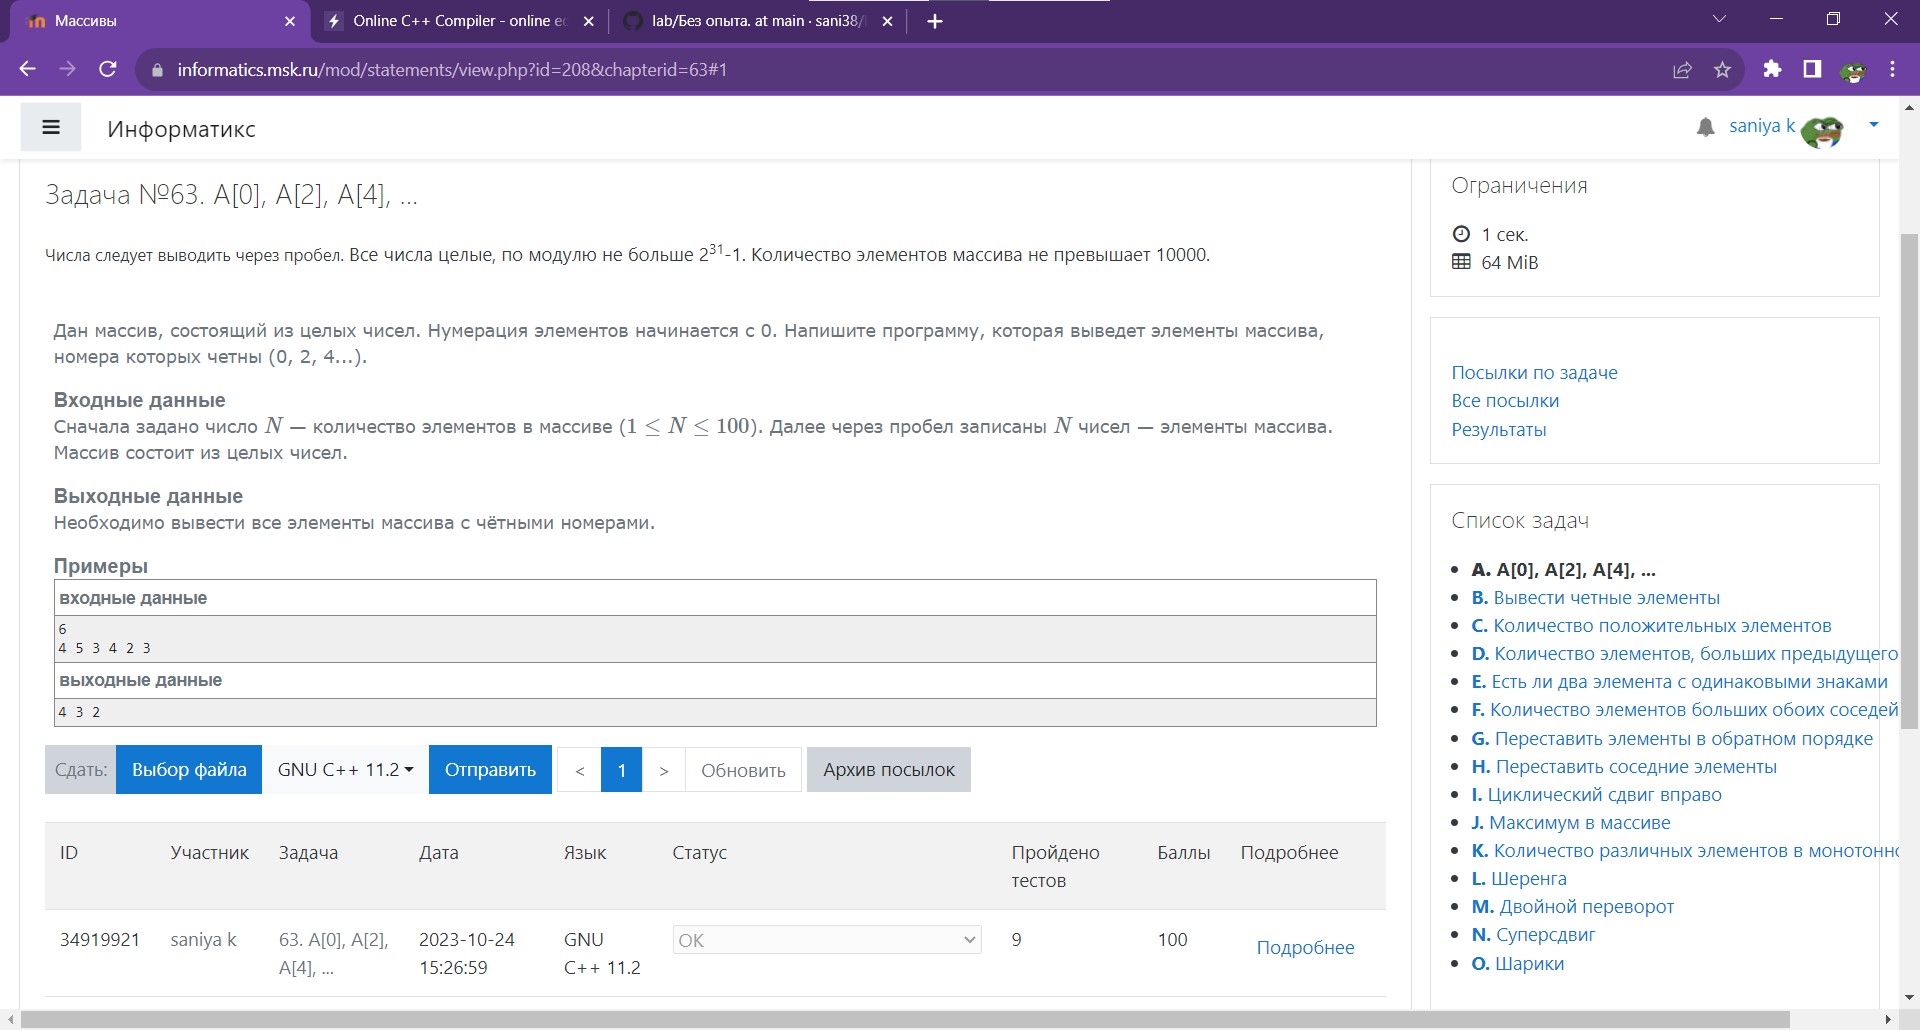 Массивы
Online C++ Compiler - online
lab/Без опыта. at main · sani38/
informatics.msk.ru/mod/statements/view.php?id=208&chapterid=63#1
Информатикс
saniya k
Задача №63. A[0], A[2], A[4], ...
Числа следует выводить через пробел. Все числа целые, по модулю не больше 2³¹-1. Количество элементов массива не превышает 10000.
Дан массив, состоящий из целых чисел. Нумерация элементов начинается с 0. Напишите программу, которая выведет элементы массива,
номера которых четны (0, 2, 4...).
Входные данные
Сначала задано число N — количество элементов в массиве (1 ≤ N ≤ 100). Далее через пробел записаны N чисел — элементы массива.
Массив состоит из целых чисел.
Выходные данные
Необходимо вывести все элементы массива с чётными номерами.
Примеры
входные данные
6
4 5 3 4 2 3
выходные данные
4 3 2
Сдать: Выбор файла GNU C++ 11.2 Отправить < 1 > Обновить Архив посылок
ID Участник Задача Дата Язык Статус Пройдено тестов Баллы Подробнее
34919921 saniya k 63. A[0], A[2], A[4], ... 2023-10-24 15:26:59 GNU C++ 11.2 OK 9 100 Подробнее
Ограничения
1 сек.
64 MiB
Посылки по задаче
Все посылки
Результаты
Список задач
A. A[0], A[2], A[4], ...
B. Вывести четные элементы
C. Количество положительных элементов
D. Количество элементов, больших предыдущего
E. Есть ли два элемента с одинаковыми знаками
F. Количество элементов больших обоих соседей
G. Переставить элементы в обратном порядке
H. Переставить соседние элементы
I. Циклический сдвиг вправо
J. Максимум в массиве
K. Количество различных элементов в
L. Шеренга
M. Двойной переворот
N. Суперсдвиг
O. Шарики